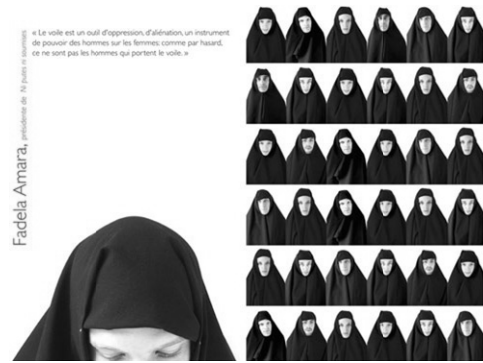 « Le voile est un outil d'oppression, d'aliénation, un instrument
de pouvoir des hommes sur les femmes: comme par hasard,
ce ne sont pas les hommes qui portent le voile. »
Fadela Amara, présidente de Ni putes ni soumises